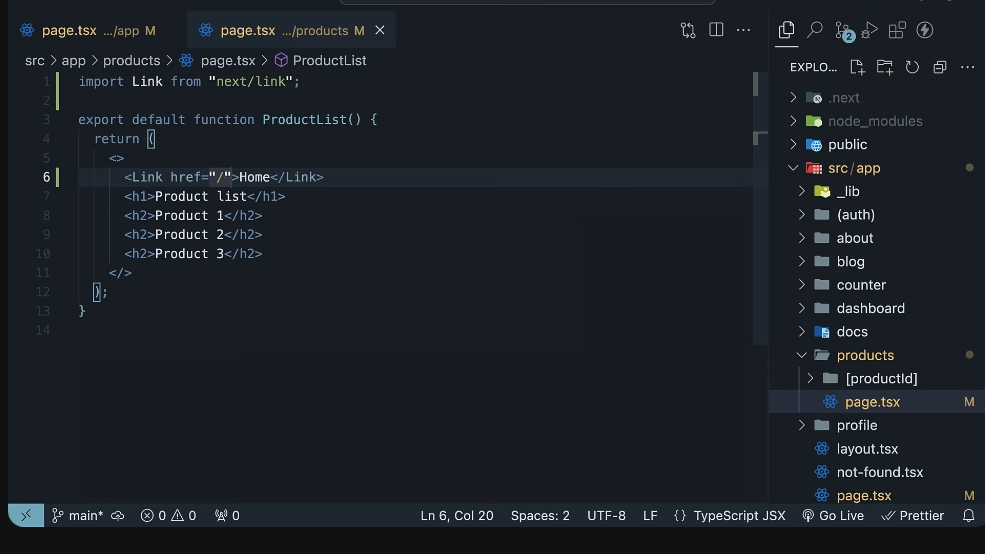 page.tsx .../app M
page.tsx .../products M
src > app > products > page.tsx > ProductList
1 import Link from "next/link";
2
3 export default function ProductList() {
4 return (
5 <>
6 <Link href="/">Home</Link>
7 <h1>Product list</h1>
8 <h2>Product 1</h2>
9 <h2>Product 2</h2>
10 <h2>Product 3</h2>
11 </>
12 );
13 }
14
2
EXPLO...
.next
node_modules
public
src/app
_lib
(auth)
about
blog
counter
dashboard
docs
products
[productId]
page.tsx M
profile
layout.tsx
not-found.tsx
page.tsx M
main* 0 0 0 Ln 6, Col 20 Spaces: 2 UTF-8 LF {} TypeScript JSX Go Live Prettier